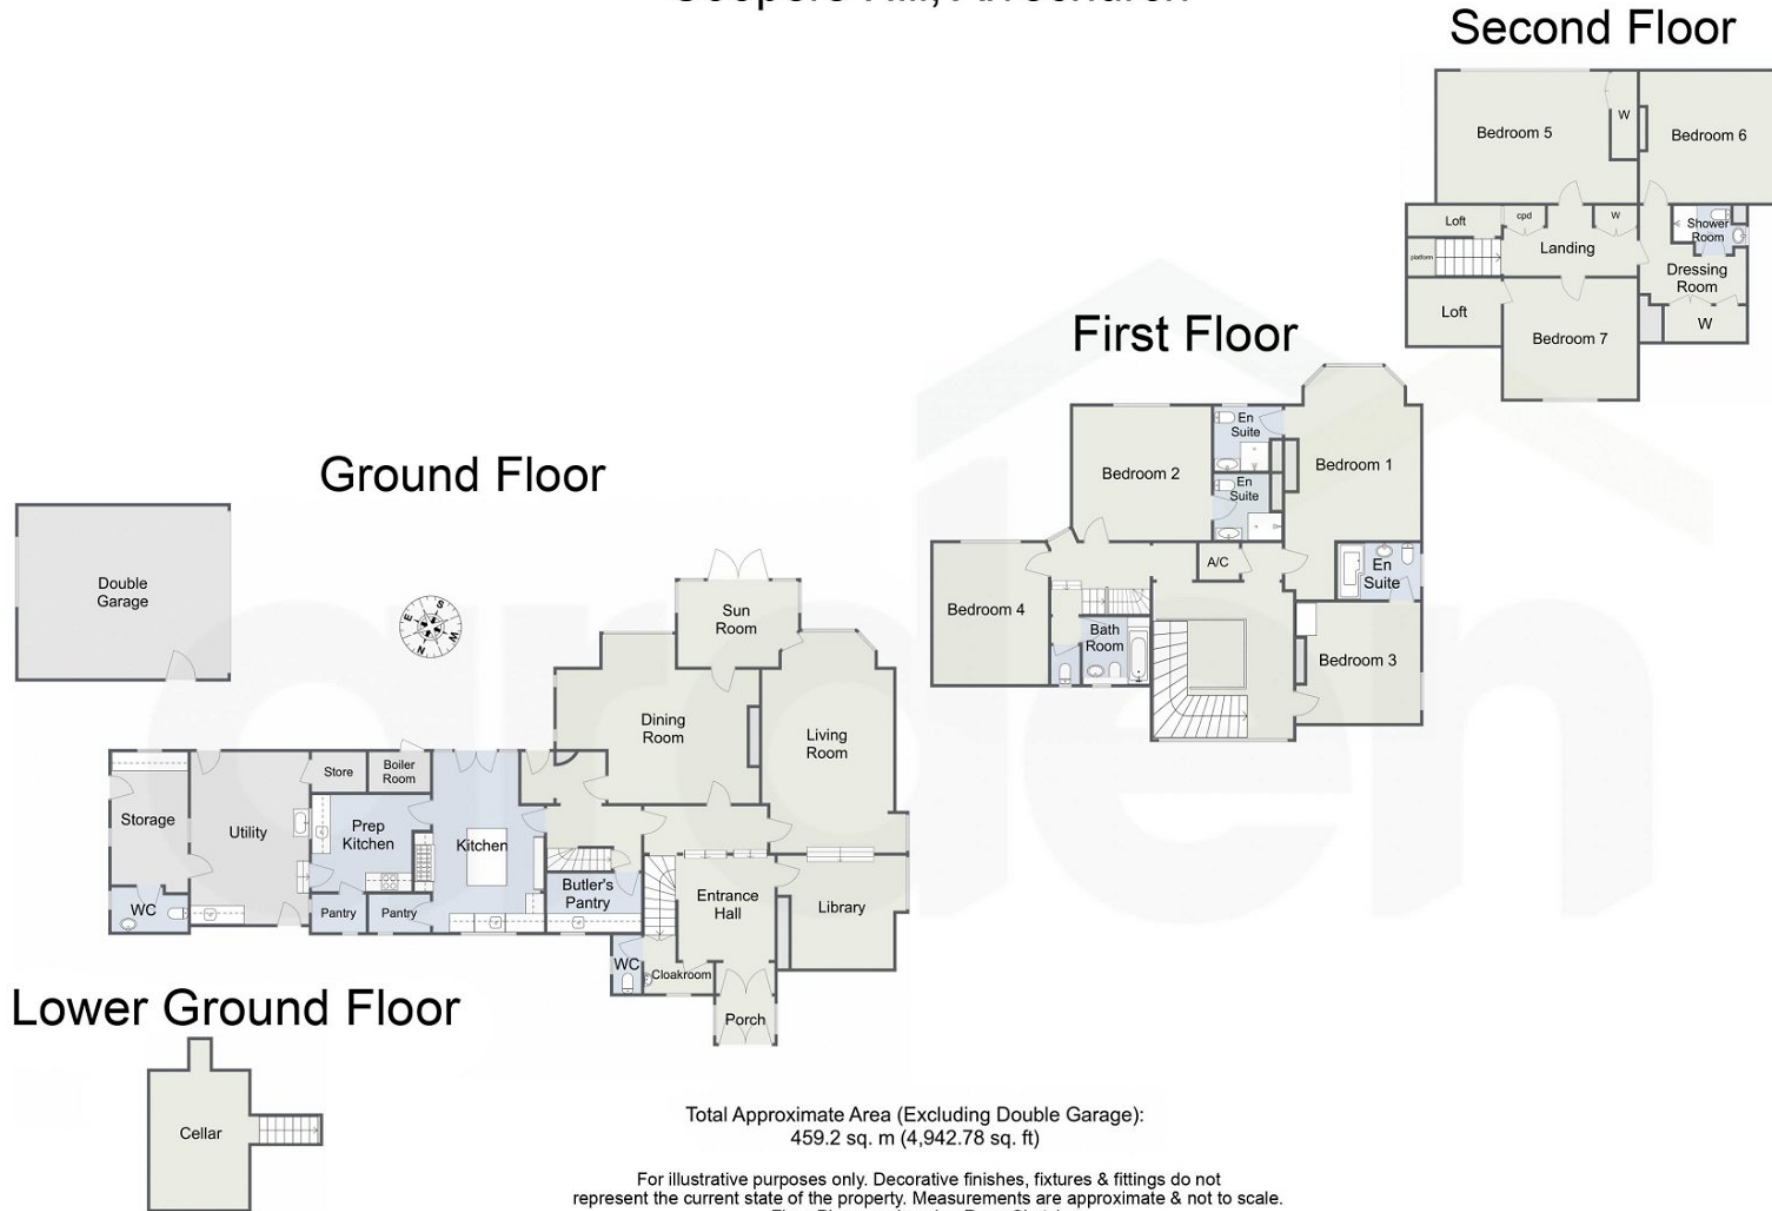 Second Floor
Bedroom 5
W
Bedroom 6
Loft
cpd
W
Shower
Room
platform
Landing
Dressing
Room
Loft
Bedroom 7
W
First Floor
Bedroom 2
En
Suite
Bedroom 1
En
Suite
A/C
En
Suite
Bedroom 4
Bath
Room
Bedroom 3
Ground Floor
Double
Garage
S
E
W
N
Sun
Room
Dining
Room
Living
Room
Store
Boiler
Room
Storage
Utility
Prep
Kitchen
Kitchen
Butler's
Pantry
Entrance
Hall
Library
WC
Pantry
Pantry
WC
Cloakroom
Porch
Lower Ground Floor
Cellar
arden
Total Approximate Area (Excluding Double Garage):
459.2 sq. m (4,942.78 sq. ft)
For illustrative purposes only. Decorative finishes, fixtures & fittings do not
represent the current state of the property. Measurements are approximate & not to scale.